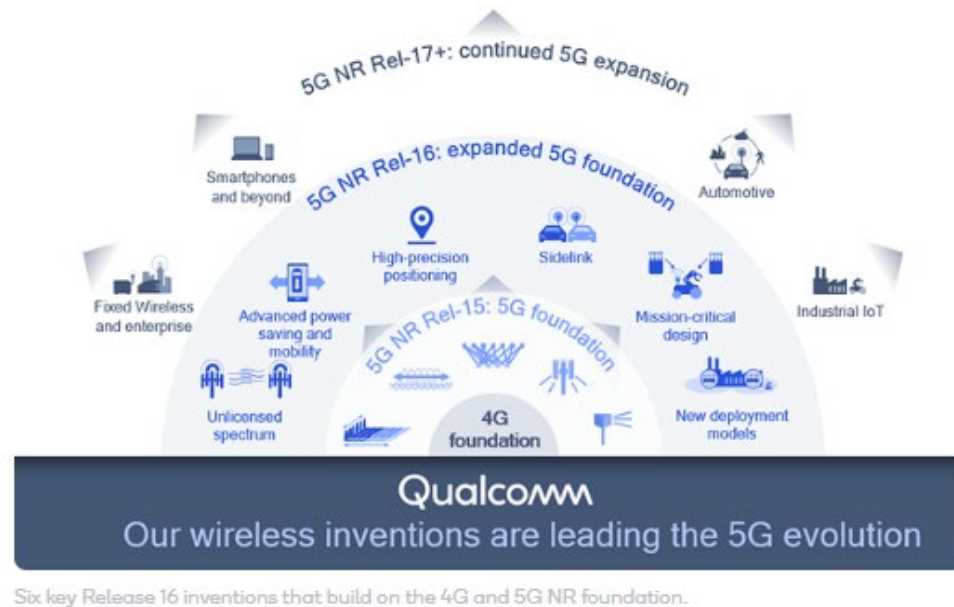 5G NR Rel-17+: continued 5G expansion
Smartphones
and beyond
5G NR Rel-16: expanded 5G foundation
Automotive
High-precision
positioning
Sidelink
Fixed Wireless
and enterprise
Advanced power
saving and
mobility
5G NR Rel-15: 5G foundation
Mission-critical
design
Industrial IoT
Unlicensed
spectrum
4G
foundation
New deployment
models
Qualcomm
Our wireless inventions are leading the 5G evolution
Six key Release 16 inventions that build on the 4G and 5G NR foundation.